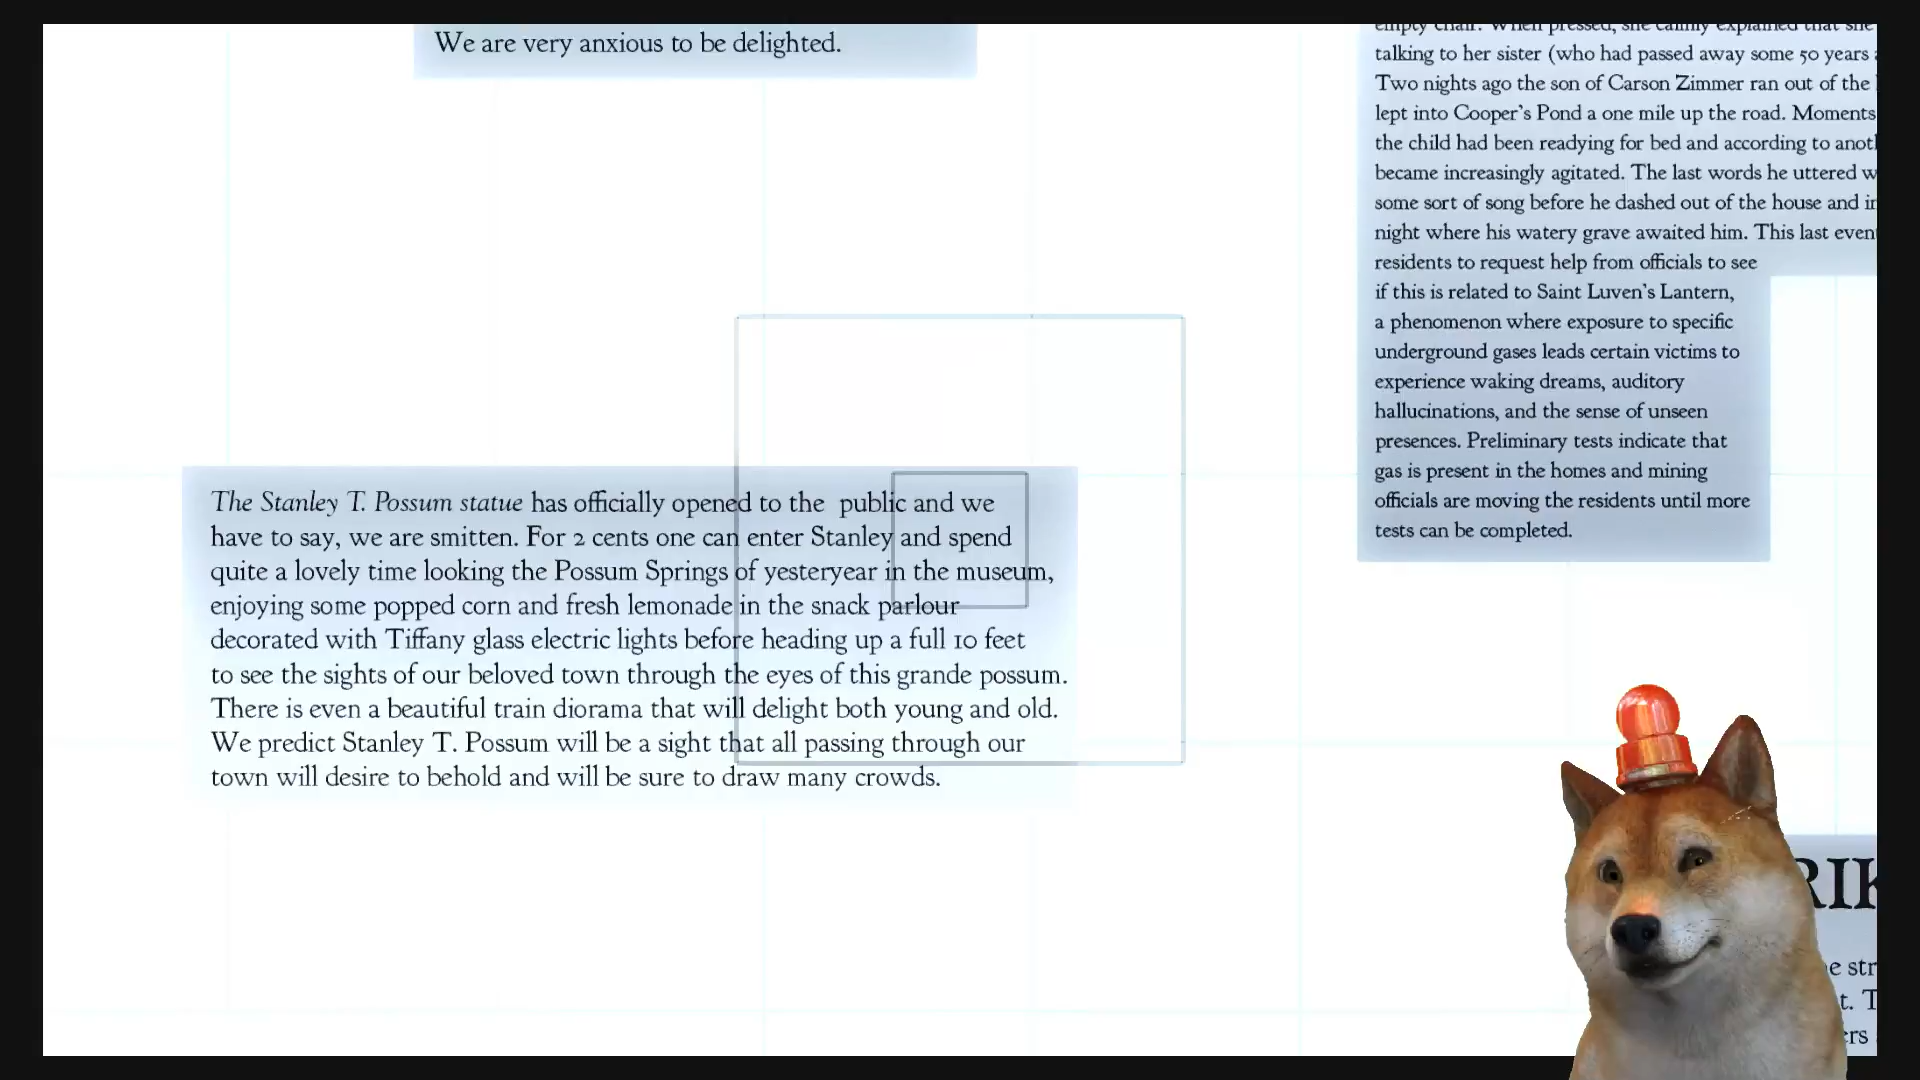 We are very anxious to be delighted.
The Stanley T. Possum statue has officially opened to the public and we
have to say, we are smitten. For 2 cents one can enter Stanley and spend
quite a lovely time looking the Possum Springs of yesteryear in the museum,
enjoying some popped corn and fresh lemonade in the snack parlour
decorated with Tiffany glass electric lights before heading up a full 10 feet
to see the sights of our beloved town through the eyes of this grande possum.
There is even a beautiful train diorama that will delight both young and old.
We predict Stanley T. Possum will be a sight that all passing through our
town will desire to behold and will be sure to draw many crowds.
empty chair. When pressed, she calmly explained that she
talking to her sister (who had passed away some 50 years
Two nights ago the son of Carson Zimmer ran out of the
lept into Cooper's Pond a one mile up the road. Moments
the child had been readying for bed and according to
became increasingly agitated. The last words he uttered
some sort of song before he dashed out of the house and
night where his watery grave awaited him. This last
residents to request help from officials to see
if this is related to Saint Luven's Lantern,
a phenomenon where exposure to specific
underground gases leads certain victims to
experience waking dreams, auditory
hallucinations, and the sense of unseen
presences. Preliminary tests indicate that
gas is present in the homes and mining
officials are moving the residents until more
tests can be completed.